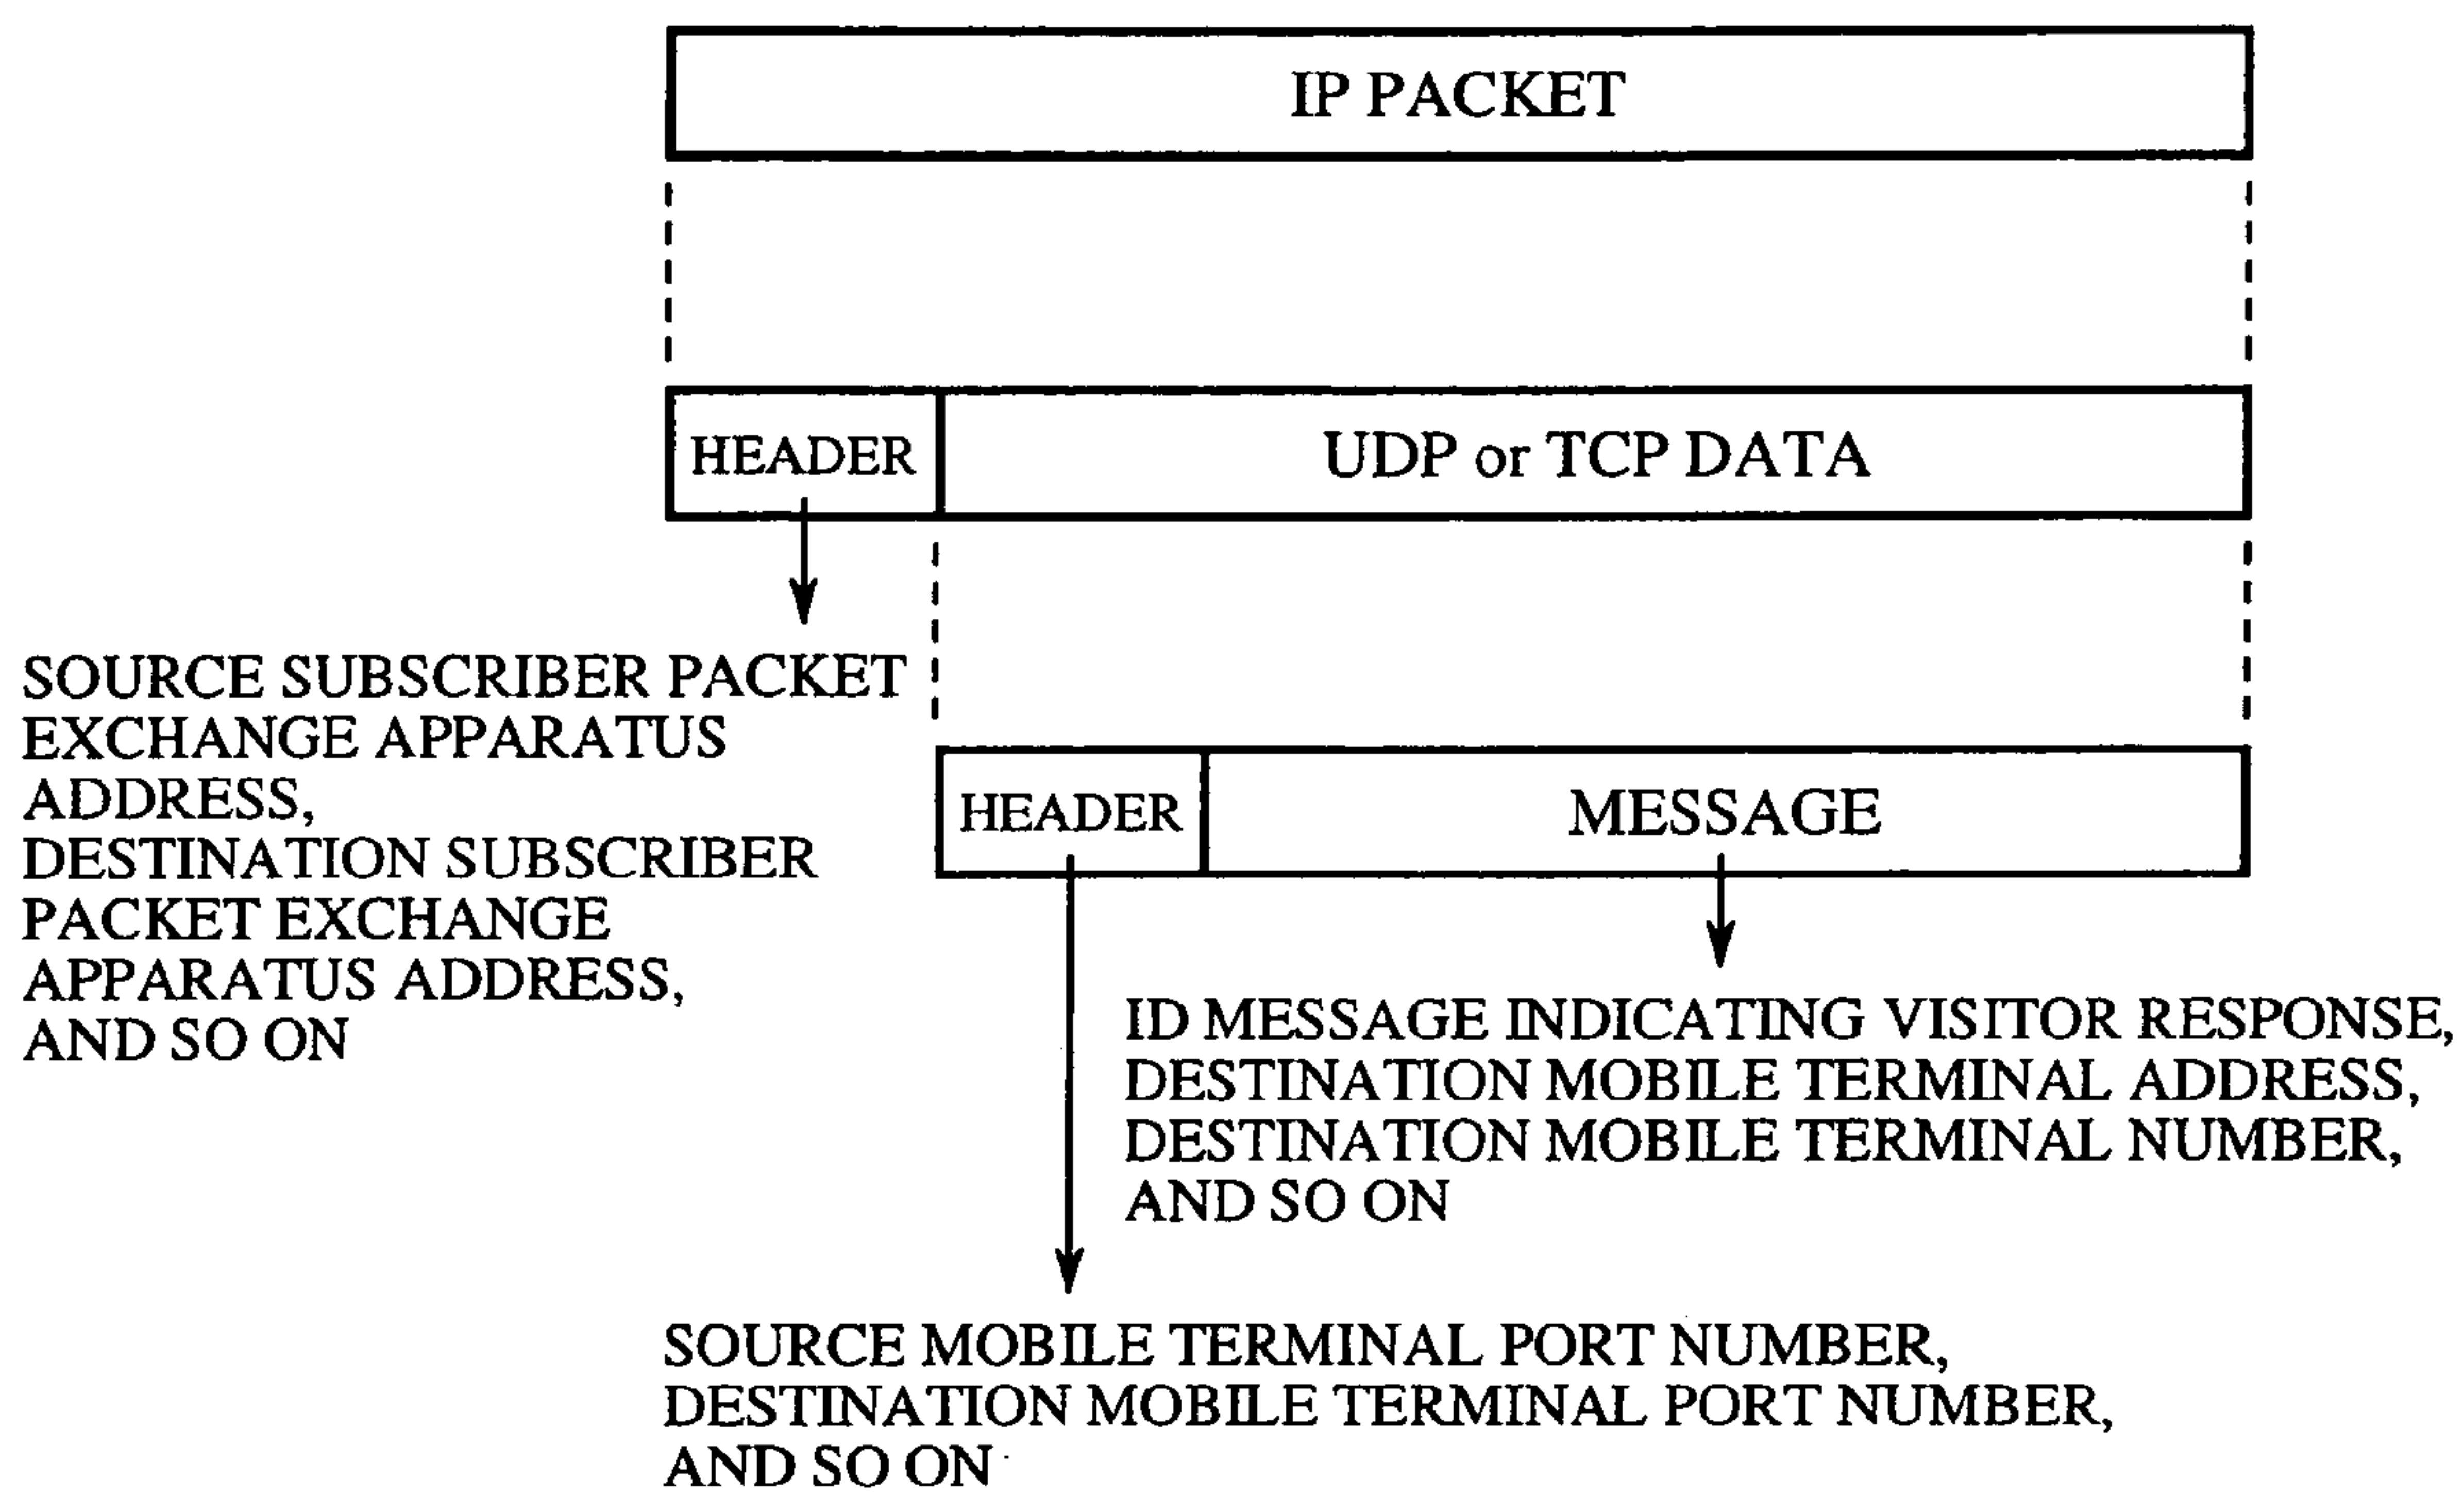 IP PACKET
HEADER
UDP or TCP DATA
SOURCE SUBSCRIBER PACKET
EXCHANGE APPARATUS
ADDRESS,
DESTINATION SUBSCRIBER
PACKET EXCHANGE
APPARATUS ADDRESS,
AND SO ON
HEADER
MESSAGE
ID MESSAGE INDICATING VISITOR RESPONSE,
DESTINATION MOBILE TERMINAL ADDRESS,
DESTINATION MOBILE TERMINAL NUMBER,
AND SO ON
SOURCE MOBILE TERMINAL PORT NUMBER,
DESTINATION MOBILE TERMINAL PORT NUMBER,
AND SO ON